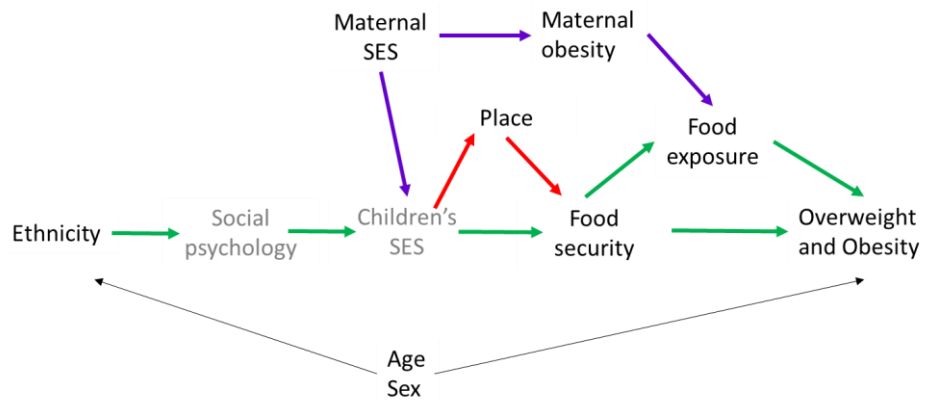 Maternal
SES
Maternal
obesity
Place
Food
exposure
Ethnicity
Social
psychology
Children’s
SES
Food
security
Overweight
and Obesity
Age
Sex